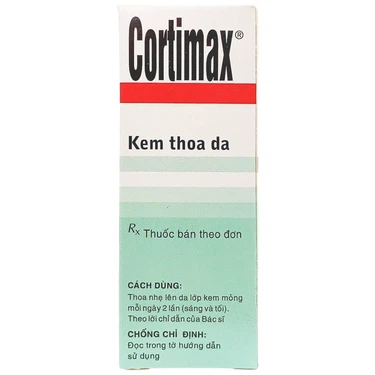 Cortimax®
Kem thoa da
Rx Thuốc bán theo đơn
CÁCH DÙNG:
Thoa nhẹ lên da lớp kem mỏng
mỗi ngày 2 lần (sáng và tối).
Theo lời chỉ dẫn của Bác sĩ
CHỐNG CHỈ ĐỊNH:
Đọc trong tờ hướng dẫn
sử dụng